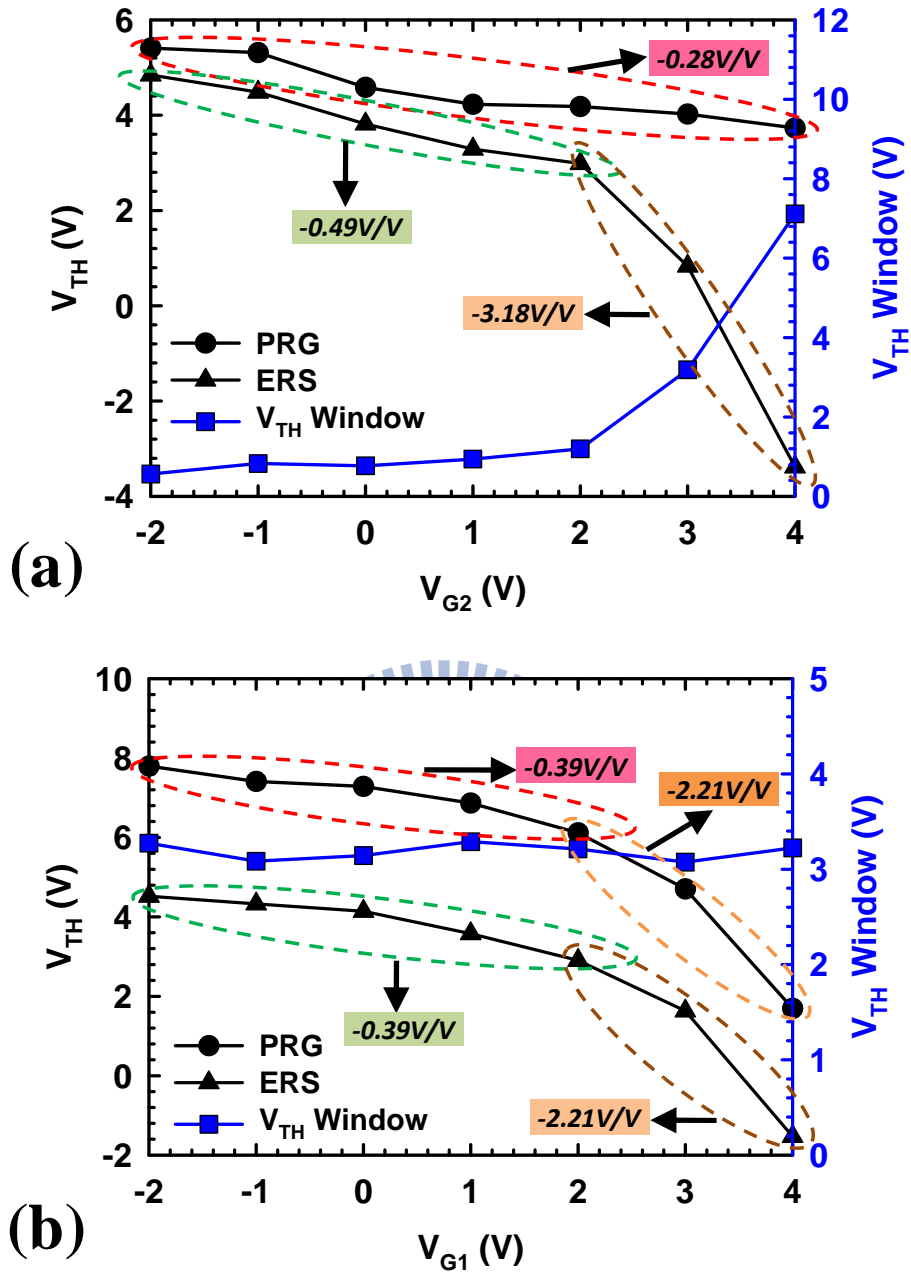 6
4
2
0
-2
-4
V_TH (V)
12
10
8
6
4
2
0
V_TH Window (V)
-0.28V/V
-0.49V/V
-3.18V/V
PRG
ERS
V_TH Window
-2 -1 0 1 2 3 4
V_G2 (V)
(a)
10
8
6
4
2
0
-2
V_TH (V)
5
4
3
2
1
0
V_TH Window (V)
-0.39V/V
-2.21V/V
-0.39V/V
-2.21V/V
PRG
ERS
V_TH Window
-2 -1 0 1 2 3 4
V_G1 (V)
(b)